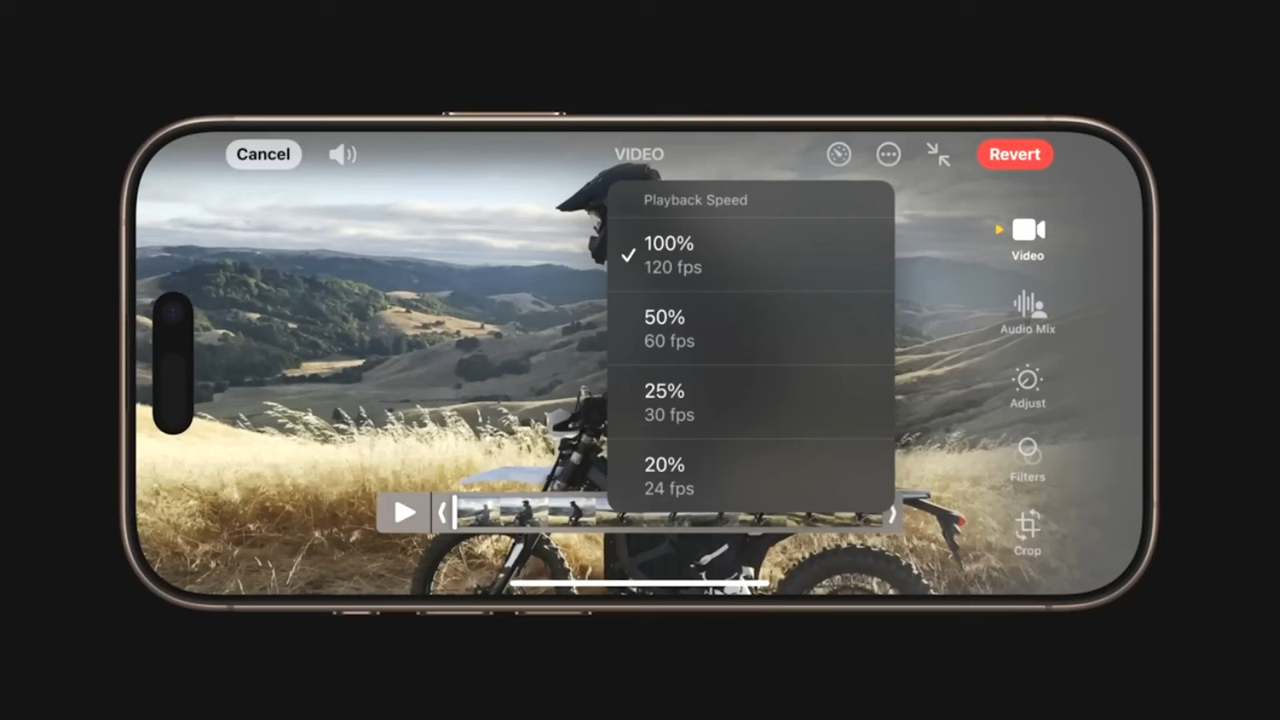 Cancel
VIDEO
Revert
Playback Speed
100%
120 fps
50%
60 fps
25%
30 fps
20%
24 fps
Video
Audio Mix
Adjust
Filters
Crop